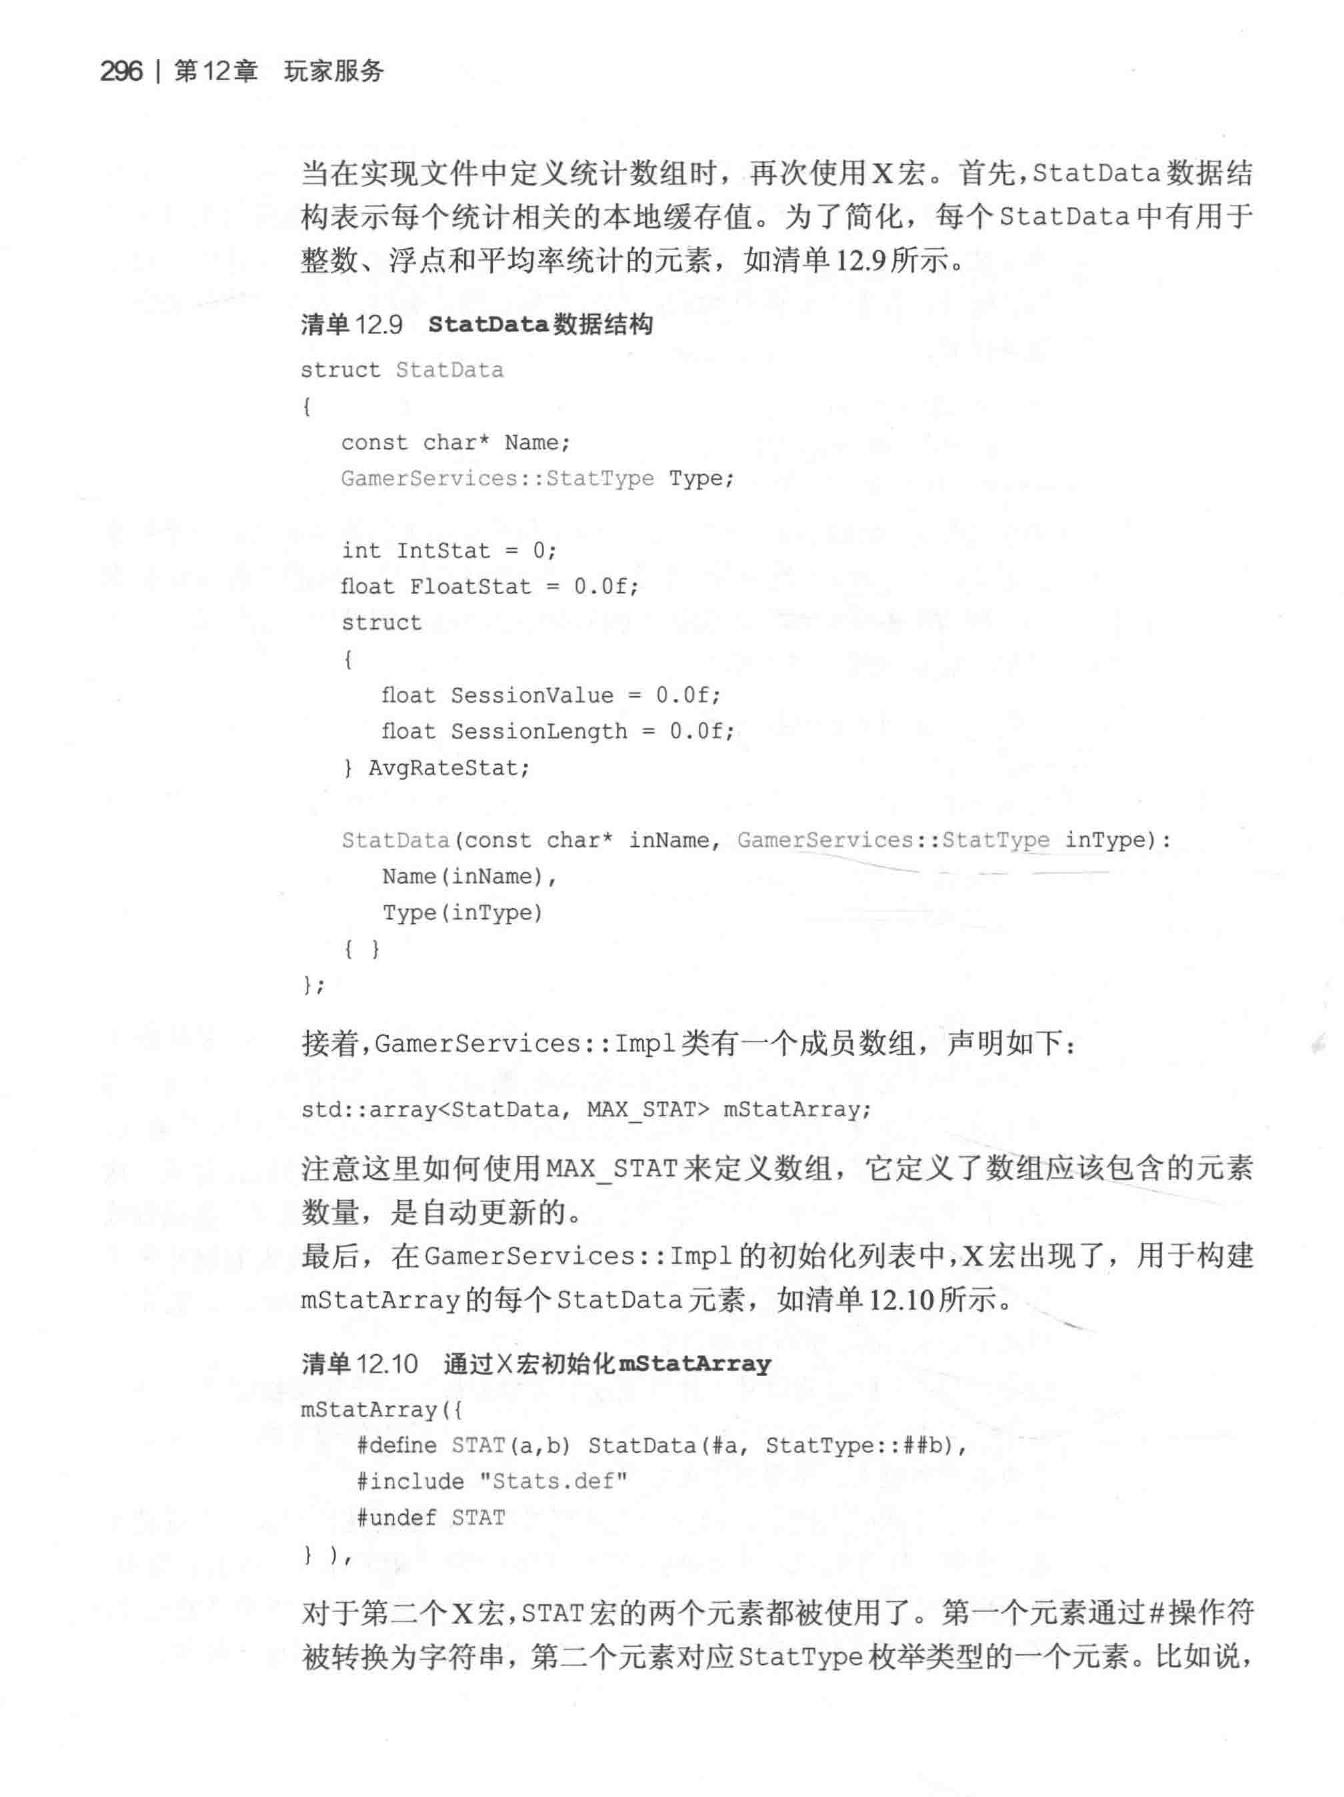 296 | 第12章 玩家服务
当在实现文件中定义统计数组时，再次使用X宏。首先，StatData数据结
构表示每个统计相关的本地缓存值。为了简化，每个StatData中有用于
整数、浮点和平均率统计的元素，如清单12.9所示。
清单12.9 StatData数据结构
struct StatData
{
const char* Name;
GamerServices::StatType Type;
int IntStat = 0;
float FloatStat = 0.0f;
struct
{
float SessionValue = 0.0f;
float SessionLength = 0.0f;
} AvgRateStat;
StatData(const char* inName, GamerServices::StatType inType):
Name(inName),
Type(inType)
{ }
};
接着，GamerServices::Impl类有一个成员数组，声明如下：
std::array<StatData, MAX_STAT> mStatArray;
注意这里如何使用MAX_STAT来定义数组，它定义了数组应该包含的元素
数量，是自动更新的。
最后，在GamerServices::Impl的初始化列表中，X宏出现了，用于构建
mStatArray的每个StatData元素，如清单12.10所示。
清单12.10 通过X宏初始化mStatArray
mStatArray({
#define STAT(a,b) StatData(#a, StatType::##b),
#include "Stats.def"
#undef STAT
} ),
对于第二个X宏，STAT宏的两个元素都被使用了。第一个元素通过#操作符
被转换为字符串，第二个元素对应StatType枚举类型的一个元素。比如说，